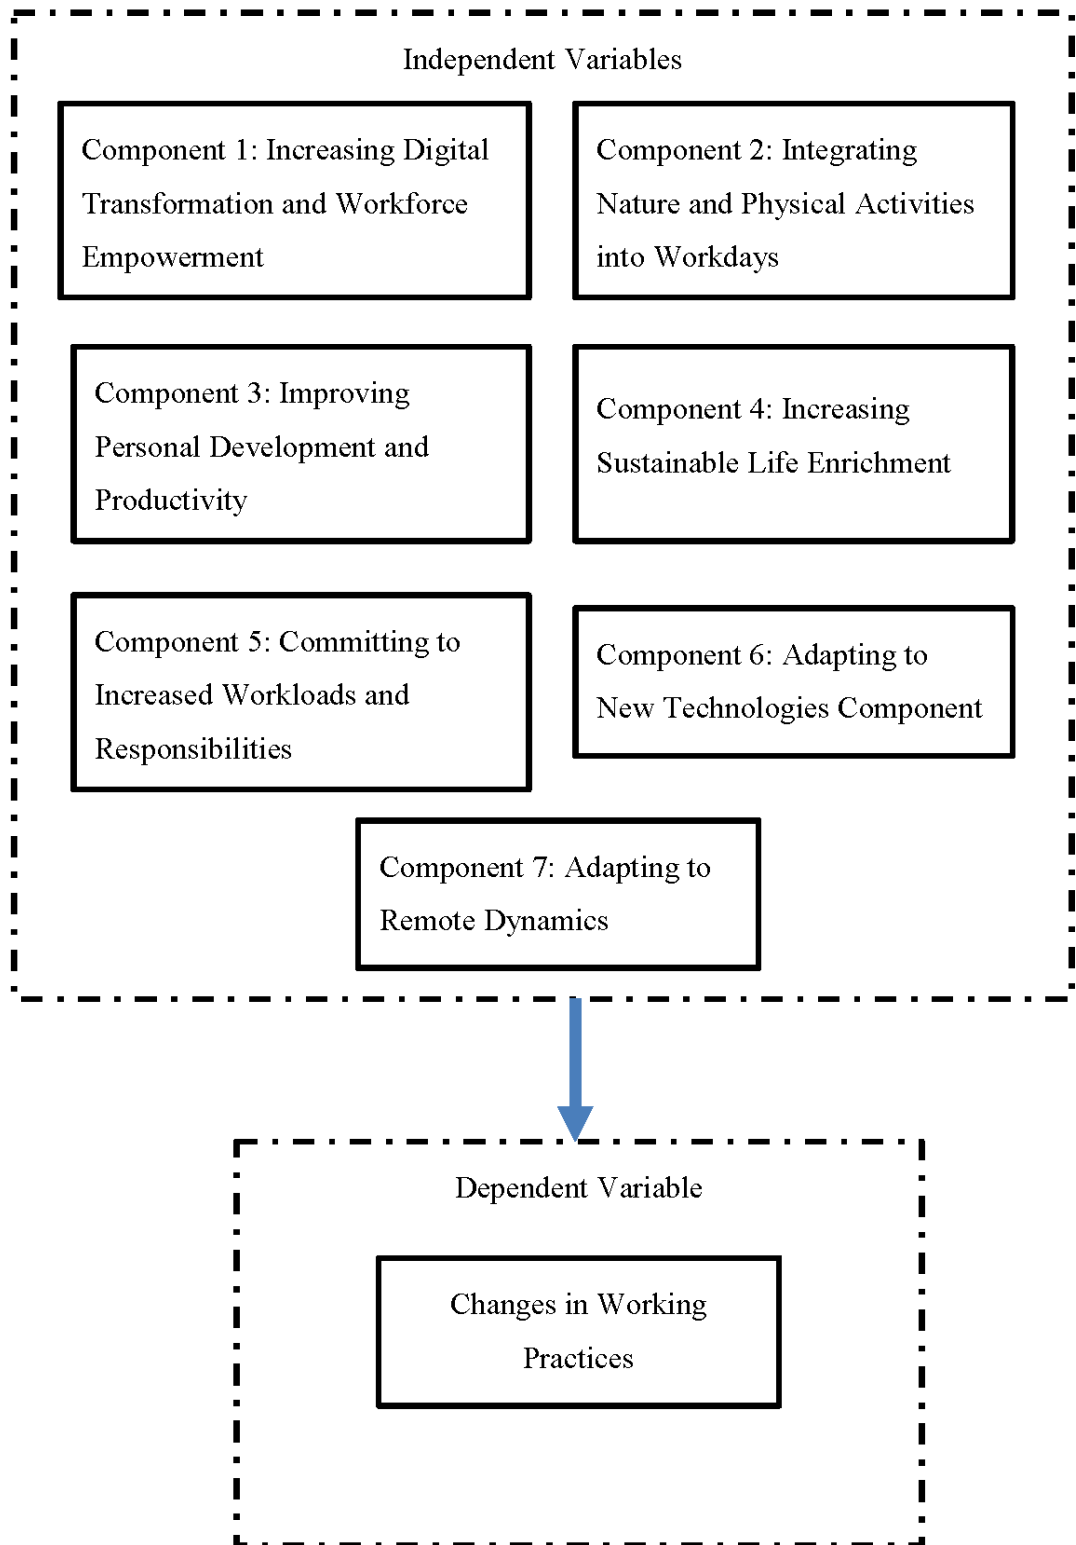 Independent Variables
Component 1: Increasing Digital
Transformation and Workforce
Empowerment
Component 2: Integrating
Nature and Physical Activities
into Workdays
Component 3: Improving
Personal Development and
Productivity
Component 4: Increasing
Sustainable Life Enrichment
Component 5: Committing to
Increased Workloads and
Responsibilities
Component 6: Adapting to
New Technologies Component
Component 7: Adapting to
Remote Dynamics
Dependent Variable
Changes in Working
Practices